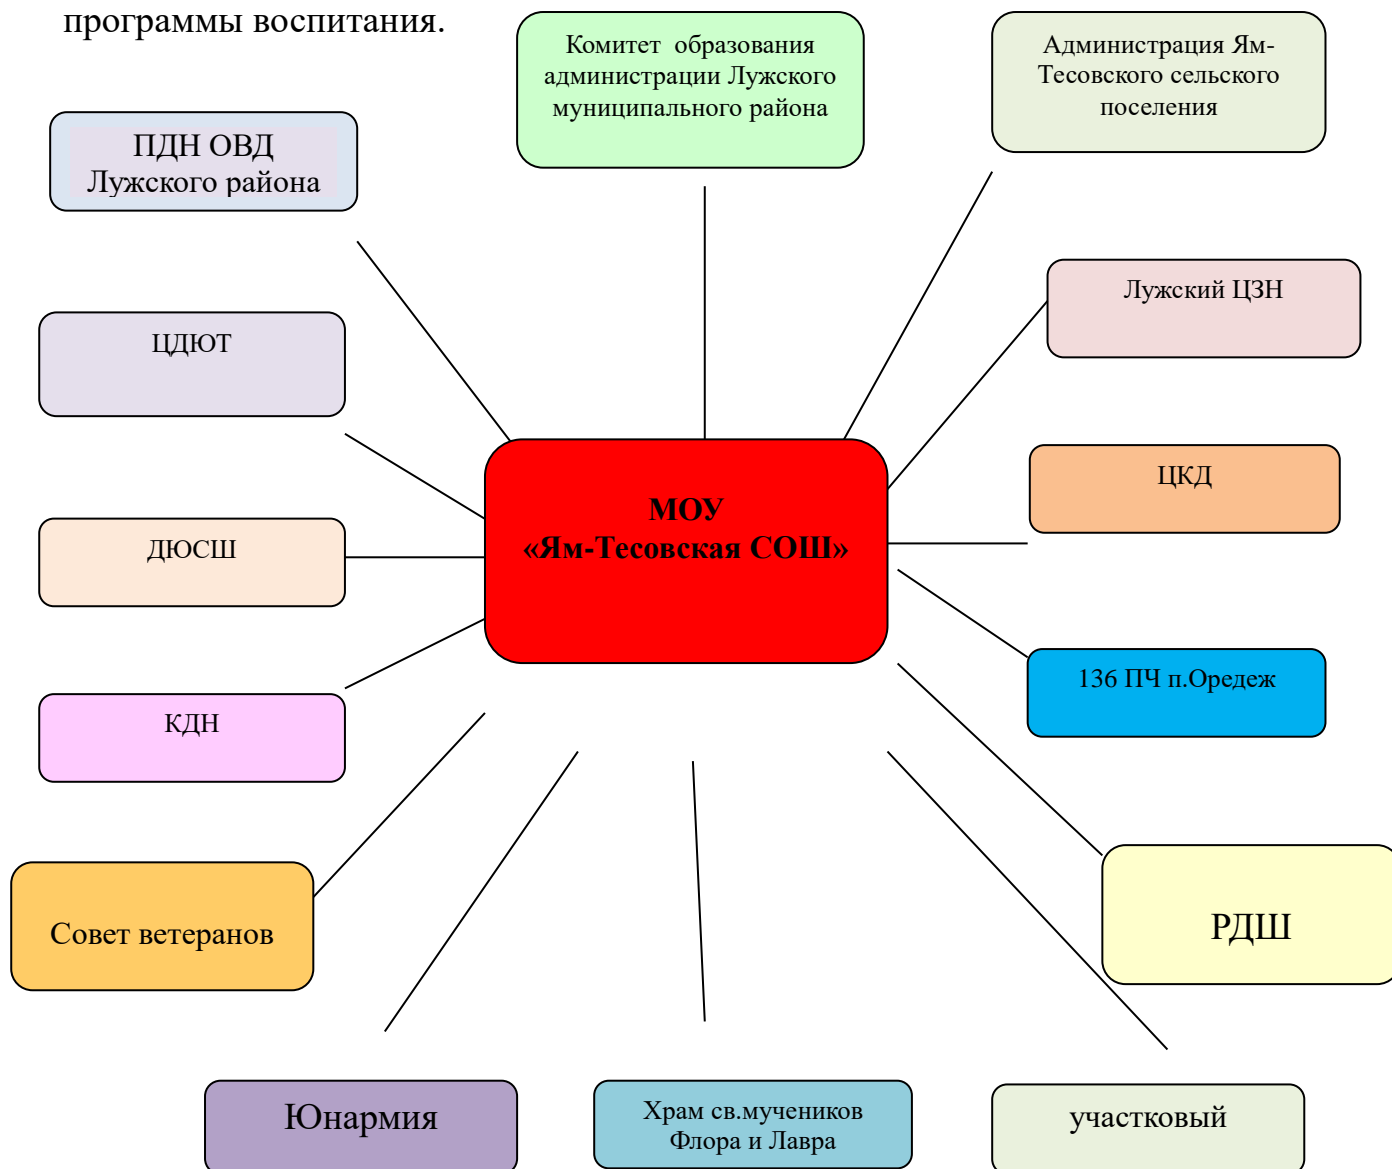 программы воспитания.
Комитет образования
администрации Лужского
муниципального района
Администрация Ям-
Тесовского сельского
поселения
ПДН ОВД
Лужского района
Лужский ЦЗН
ЦДЮТ
ЦКД
МОУ
«Ям-Тесовская СОШ»
ДЮСШ
136 ПЧ п.Оредеж
КДН
Совет ветеранов
РДШ
Юнармия
Храм св.мучеников
Флора и Лавра
участковый